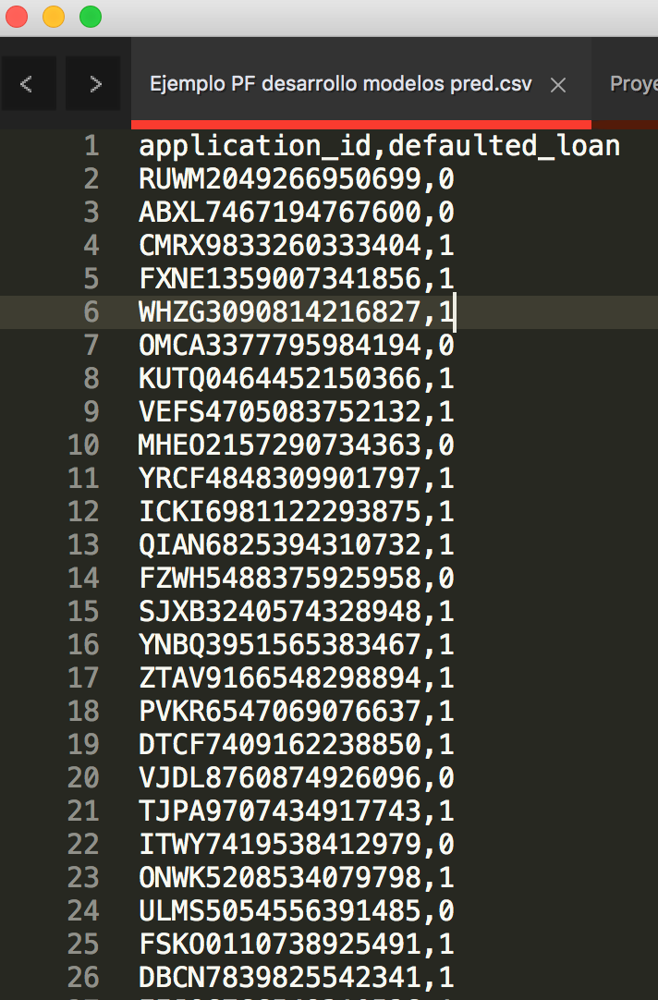 < > Ejemplo PF desarrollo modelos pred.csv × Proye
1 application_id,defaulted_loan
2 RUWM2049266950699,0
3 ABXL7467194767600,0
4 CMRX9833260333404,1
5 FXNE1359007341856,1
6 WHZG3090814216827,1
7 OMCA3377795984194,0
8 KUTQ0464452150366,1
9 VEFS4705083752132,1
10 MHEO2157290734363,0
11 YRCF4848309901797,1
12 ICKI6981122293875,1
13 QIAN6825394310732,1
14 FZWH5488375925958,0
15 SJXB3240574328948,1
16 YNBQ3951565383467,1
17 ZTAV9166548298894,1
18 PVKR6547069076637,1
19 DTCF7409162238850,1
20 VJDL8760874926096,0
21 TJPA9707434917743,1
22 ITWY7419538412979,0
23 ONWK5208534079798,1
24 ULMS5054556391485,0
25 FSKO0110738925491,1
26 DBCN7839825542341,1